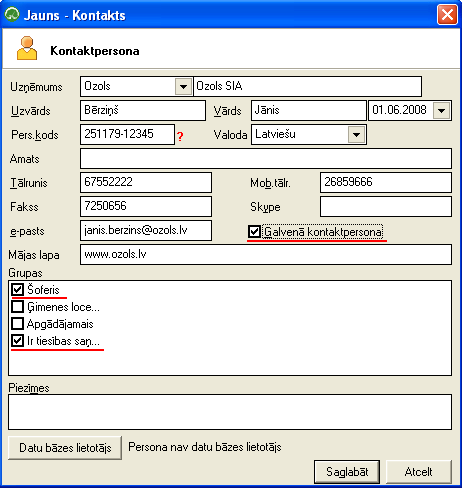 Jauns - Kontakts
Kontaktpersona
Uzņēmums Ozols Ozols SIA
Uzvārds Bērziņš Vārds Jānis 01.06.2008
Pers.kods 251179-12345 ? Valoda Latviešu
Amats
Tālrunis 67552222 Mob.tālr. 26859666
Fakss 7250656 Skype
e-pasts janis.berzins@ozols.lv Galvenā kontaktpersona
Mājas lapa www.ozols.lv
Grupas
Šoferis
Ģimenes loce...
Apgādājamais
Ir tiesības saņ...
Piezīmes
Datu bāzes lietotājs Persona nav datu bāzes lietotājs
Saglabāt Atcelt